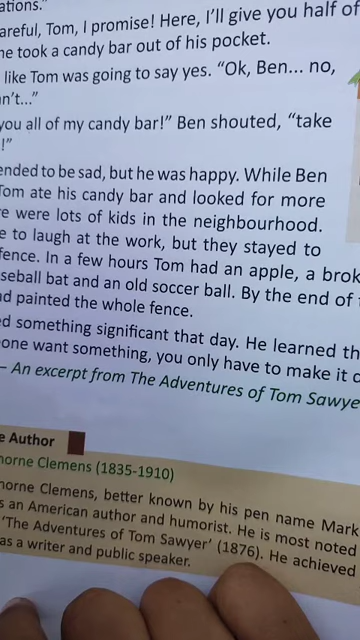 ations."
areful, Tom, I promise! Here, I'll give you half of
he took a candy bar out of his pocket.
like Tom was going to say yes. "Ok, Ben... no,
n't..."
you all of my candy bar!" Ben shouted, "take
!"
ended to be sad, but he was happy. While Ben
Tom ate his candy bar and looked for more
re were lots of kids in the neighbourhood.
e to laugh at the work, but they stayed to
fence. In a few hours Tom had an apple, a brok
seball bat and an old soccer ball. By the end of
ad painted the whole fence.
ed something significant that day. He learned th
one want something, you only have to make it d
– An excerpt from The Adventures of Tom Sawye
e Author
horne Clemens (1835-1910)
horne Clemens, better known by his pen name Mark
s an American author and humorist. He is most noted
'The Adventures of Tom Sawyer' (1876). He achieved
as a writer and public speaker.